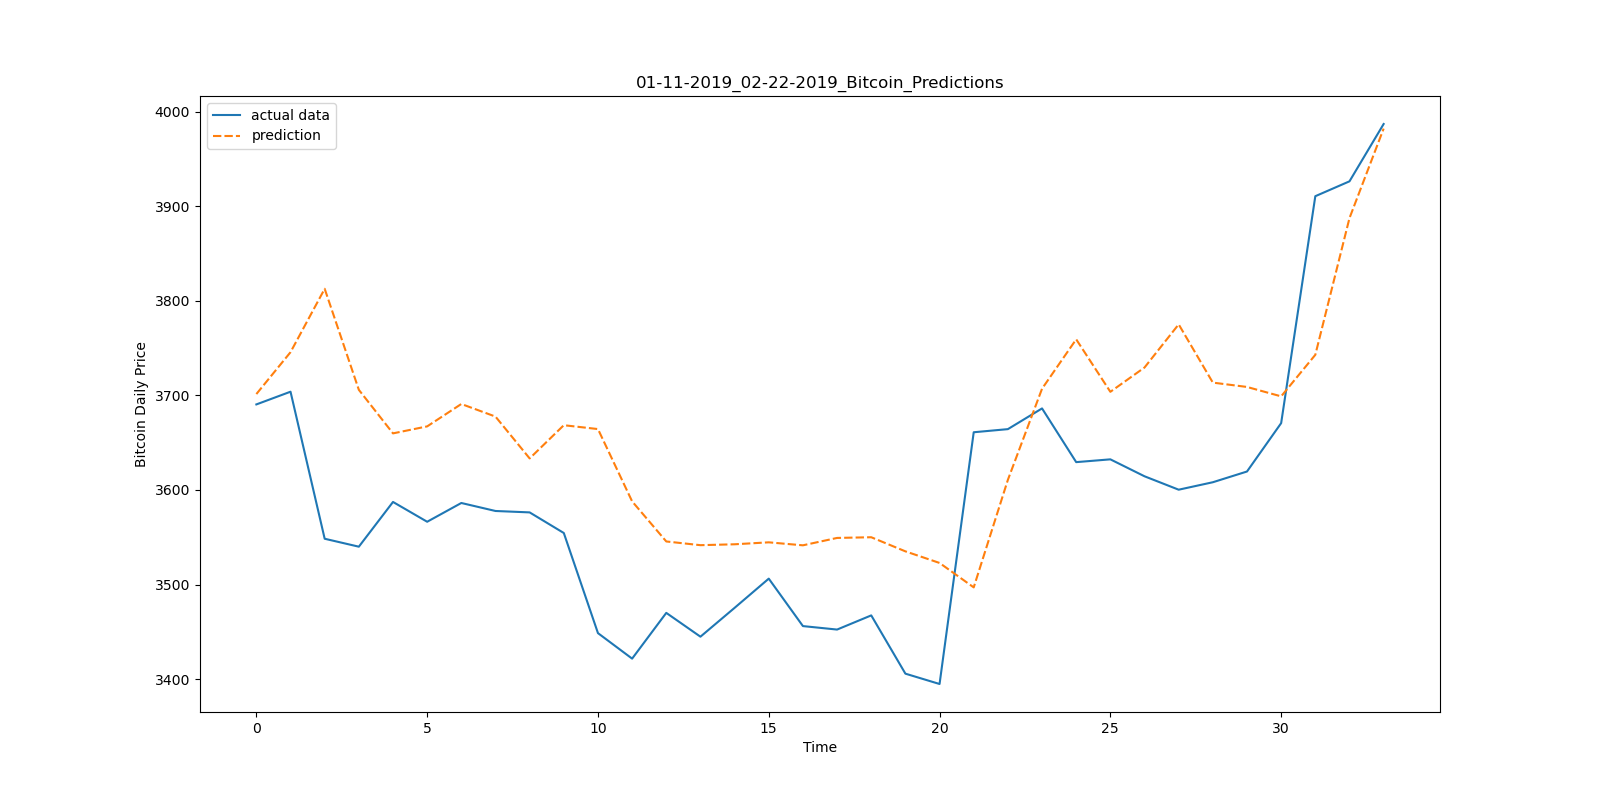 01-11-2019_02-22-2019_Bitcoin_Predictions
actual data
prediction
4000
3900
3800
3700
3600
3500
3400
Bitcoin Daily Price
0 5 10 15 20 25 30
Time